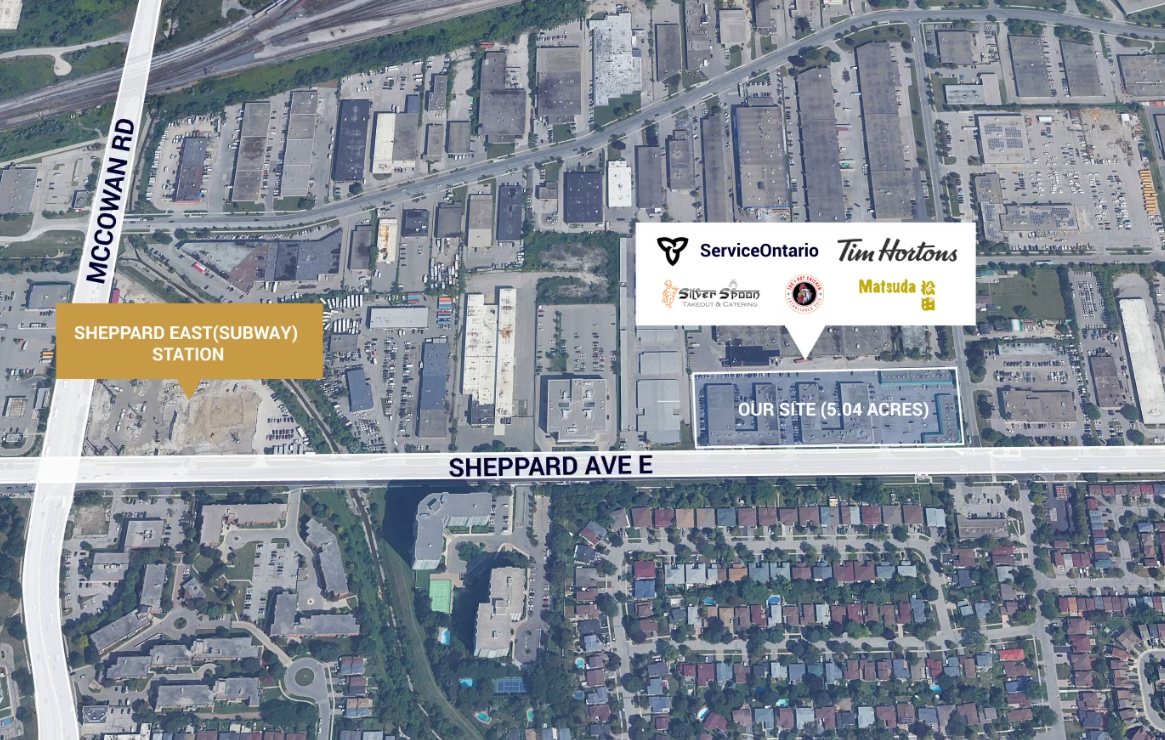 MCCOWAN RD
ServiceOntario
Tim Hortons
Silver Spoon
TAKEOUT & CATERING
Matsuda 松田
SHEPPARD EAST(SUBWAY)
STATION
OUR SITE (5.04 ACRES)
SHEPPARD AVE E